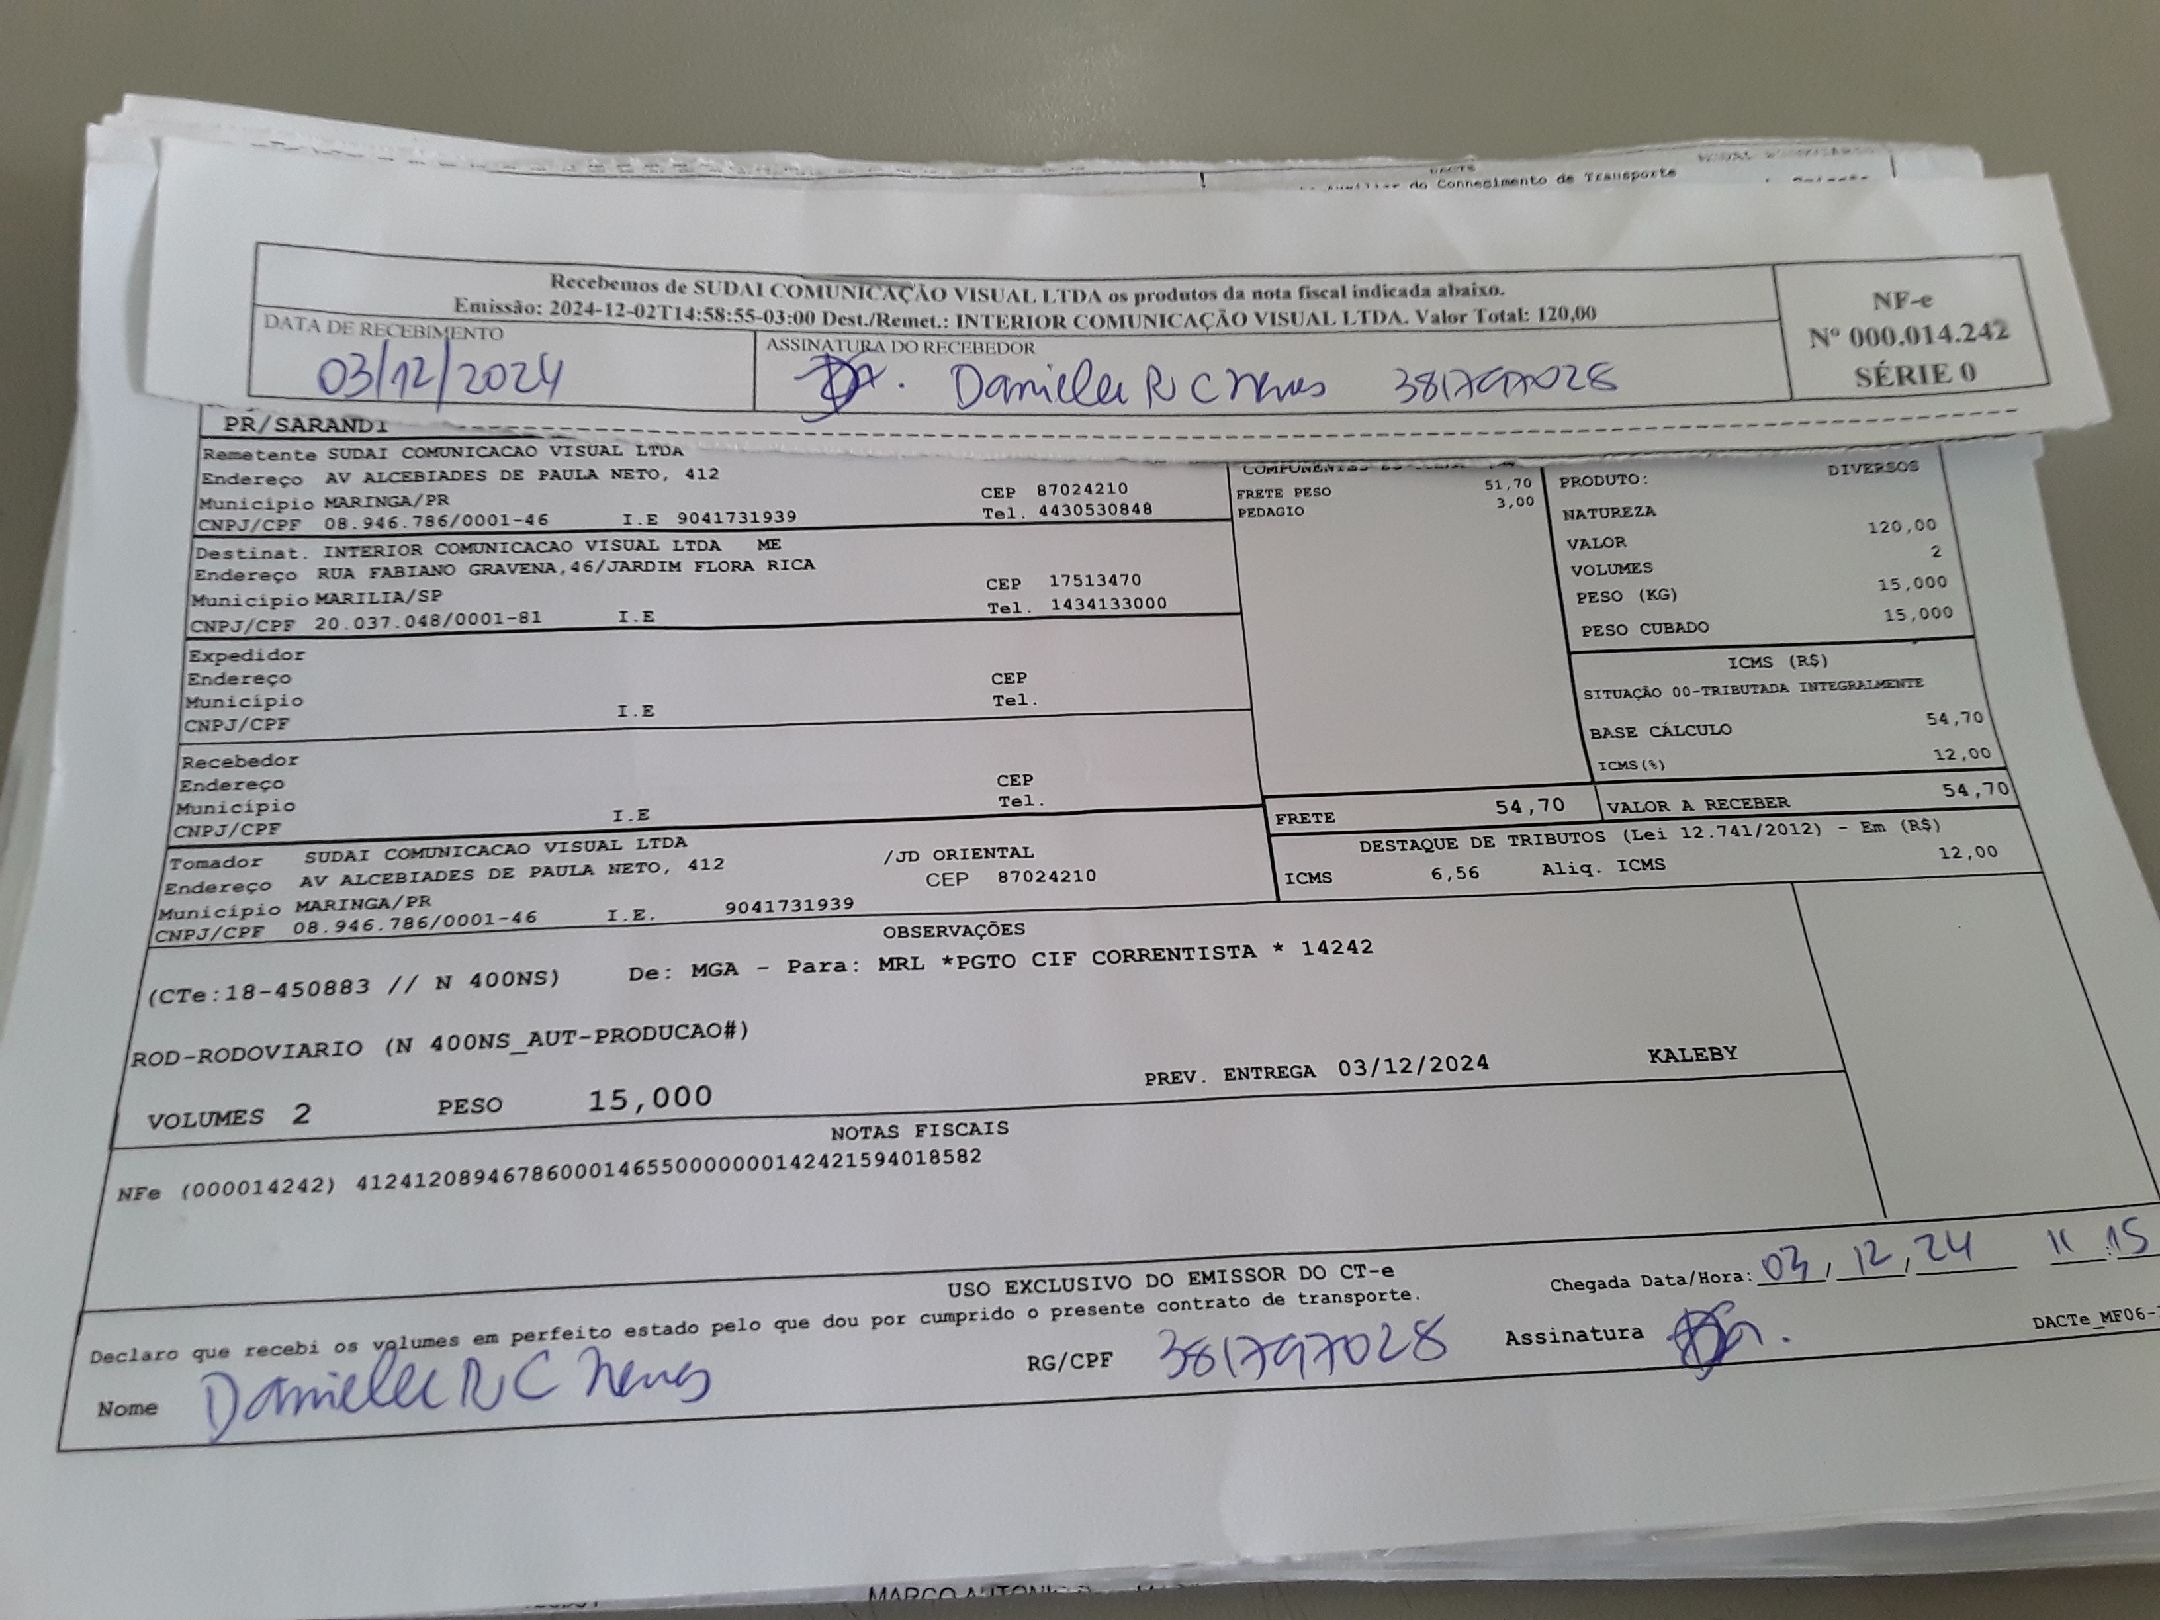 do Conhecimento de Transporte
Recebemos de SUDAI COMUNICAÇÃO VISUAL LTDA os produtos da nota fiscal indicada abaixo.
Emissão: 2024-12-02T14:58:55-03:00 Dest./Remet.: INTERIOR COMUNICAÇÃO VISUAL LTDA. Valor Total: 120,00
NF-e
Nº 000.014.242
SÉRIE 0
DATA DE RECEBIMENTO
03/12/2024
ASSINATURA DO RECEBEDOR
Daniella R C Neves 381797028
PR/SARANDI
Remetente SUDAI COMUNICACAO VISUAL LTDA
Endereço AV ALCEBIADES DE PAULA NETO, 412
Município MARINGA/PR CEP 87024210
CNPJ/CPF 08.946.786/0001-46 I.E 9041731939 Tel. 4430530848
Destinat. INTERIOR COMUNICACAO VISUAL LTDA ME
Endereço RUA FABIANO GRAVENA,46/JARDIM FLORA RICA
Município MARILIA/SP CEP 17513470
CNPJ/CPF 20.037.048/0001-81 I.E Tel. 1434133000
Expedidor
Endereço
Município CEP
CNPJ/CPF I.E Tel.
Recebedor
Endereço
Município CEP
CNPJ/CPF I.E Tel.
Tomador SUDAI COMUNICACAO VISUAL LTDA
Endereço AV ALCEBIADES DE PAULA NETO, 412 /JD ORIENTAL
Município MARINGA/PR CEP 87024210
CNPJ/CPF 08.946.786/0001-46 I.E. 9041731939
FRETE PESO 51,70
PEDAGIO 3,00
PRODUTO: DIVERSOS
NATUREZA
VALOR 120,00
VOLUMES 2
PESO (KG) 15,000
PESO CUBADO 15,000
ICMS (R$)
SITUAÇÃO 00-TRIBUTADA INTEGRALMENTE
BASE CÁLCULO 54,70
ICMS(%) 12,00
FRETE 54,70 VALOR A RECEBER 54,70
DESTAQUE DE TRIBUTOS (Lei 12.741/2012) - Em (R$)
ICMS 6,56 Aliq. ICMS 12,00
OBSERVAÇÕES
(CTe:18-450883 // N 400NS) De: MGA - Para: MRL *PGTO CIF CORRENTISTA * 14242
ROD-RODOVIARIO (N 400NS_AUT-PRODUCAO#)
VOLUMES 2 PESO 15,000 PREV. ENTREGA 03/12/2024 KALEBY
NOTAS FISCAIS
NFe (000014242) 41241208946786000146550000000142421594018582
USO EXCLUSIVO DO EMISSOR DO CT-e
Chegada Data/Hora: 03, 12, 24 11:15
Declaro que recebi os volumes em perfeito estado pelo que dou por cumprido o presente contrato de transporte.
Nome Daniella R C Neves RG/CPF 381797028 Assinatura
DACTe_MF06-